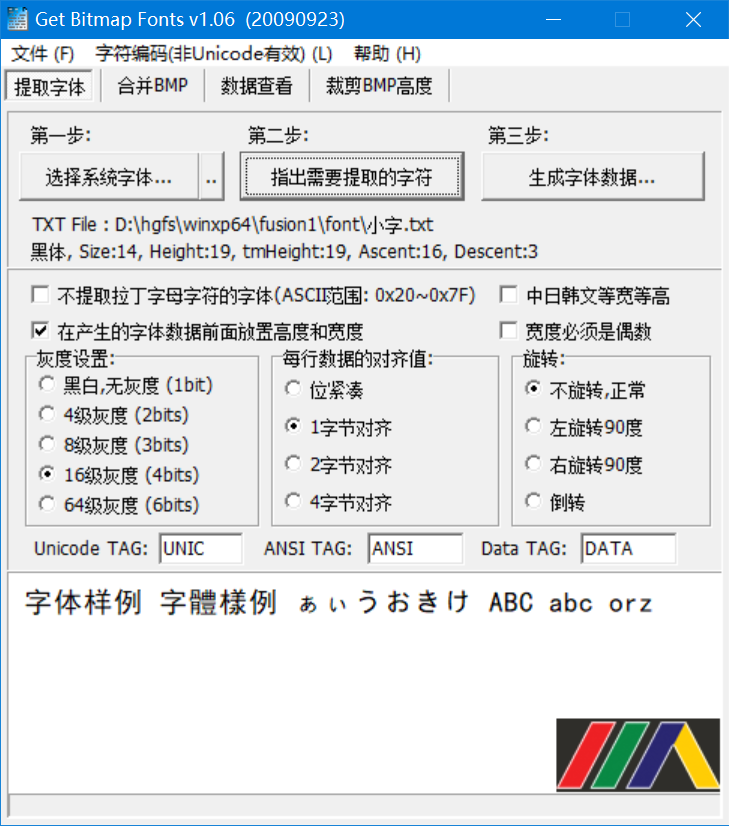 Get Bitmap Fonts v1.06 (20090923)
文件 (F) 字符编码(非Unicode有效) (L) 帮助 (H)
提取字体 合并BMP 数据查看 裁剪BMP高度
第一步: 第二步: 第三步:
选择系统字体... .. 指出需要提取的字符 生成字体数据...
TXT File : D:\hgfs\winxp64\fusion1\font\小字.txt
黑体, Size:14, Height:19, tmHeight:19, Ascent:16, Descent:3
不提取拉丁字母字符的字体(ASCII范围: 0x20~0x7F) 中日韩文等宽等高
在产生的字体数据前面放置高度和宽度 宽度必须是偶数
灰度设置: 每行数据的对齐值: 旋转:
黑白,无灰度 (1bit) 位紧凑 不旋转,正常
4级灰度 (2bits) 1字节对齐 左旋转90度
8级灰度 (3bits) 2字节对齐 右旋转90度
16级灰度 (4bits) 4字节对齐 倒转
64级灰度 (6bits)
Unicode TAG: UNIC ANSI TAG: ANSI Data TAG: DATA
字体样例 字體樣例 ぁぃうおきけ ABC abc orz